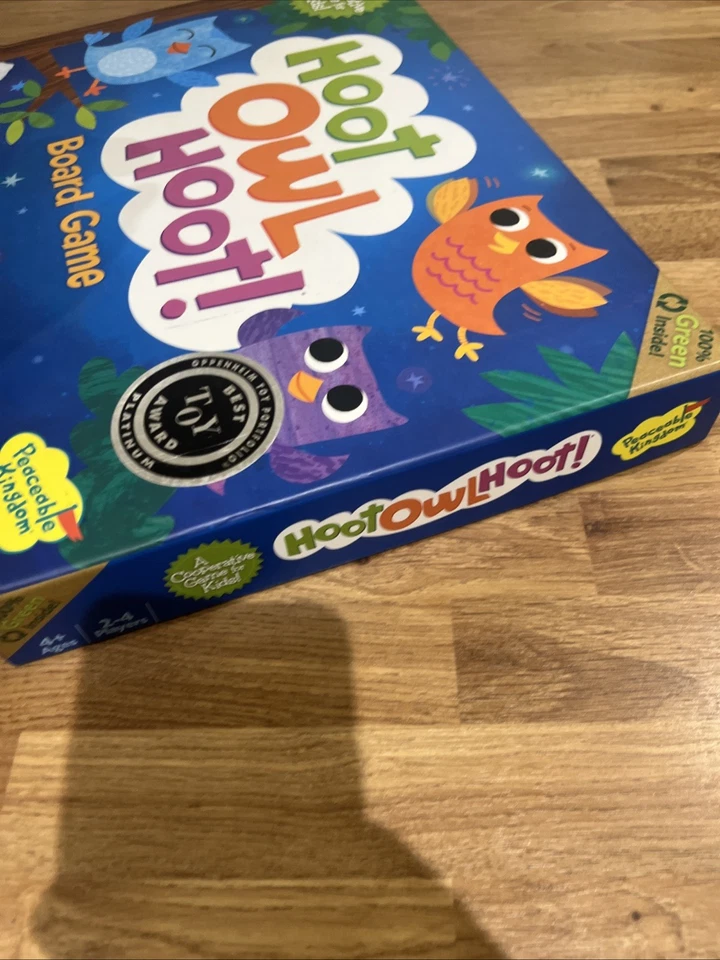 Hoot
Owl
Hoot!
Board Game
OPPENHEIM TOY PORTFOLIO®
BEST
TOY
AWARD
PLATINUM
100%
Green
Inside!
Peaceable
Kingdom
HootOwlHoot!
Peaceable
Kingdom
A
Cooperative
Game for
Kids!
4+
Ages
2-4
Players